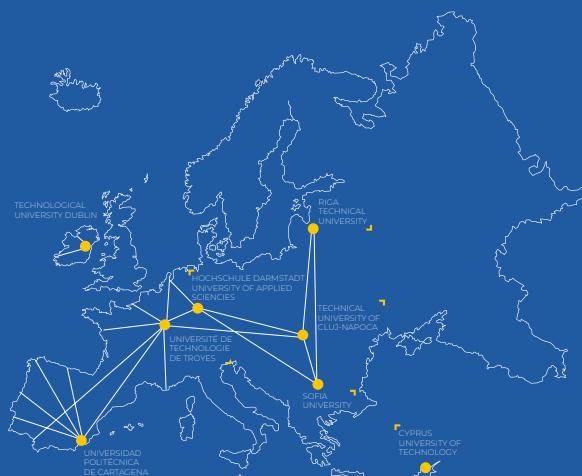 TECHNOLOGICAL
UNIVERSITY DUBLIN
RIGA
TECHNICAL
UNIVERSITY
HOCHSCHULE DARMSTADT
UNIVERSITY OF APPLIED
SCIENCES
TECHNICAL
UNIVERSITY OF
CLUJ-NAPOCA
UNIVERSITÉ DE
TECHNOLOGIE
DE TROYES
SOFIA
UNIVERSITY
CYPRUS
UNIVERSITY OF
TECHNOLOGY
UNIVERSIDAD
POLITÉCNICA
DE CARTAGENA